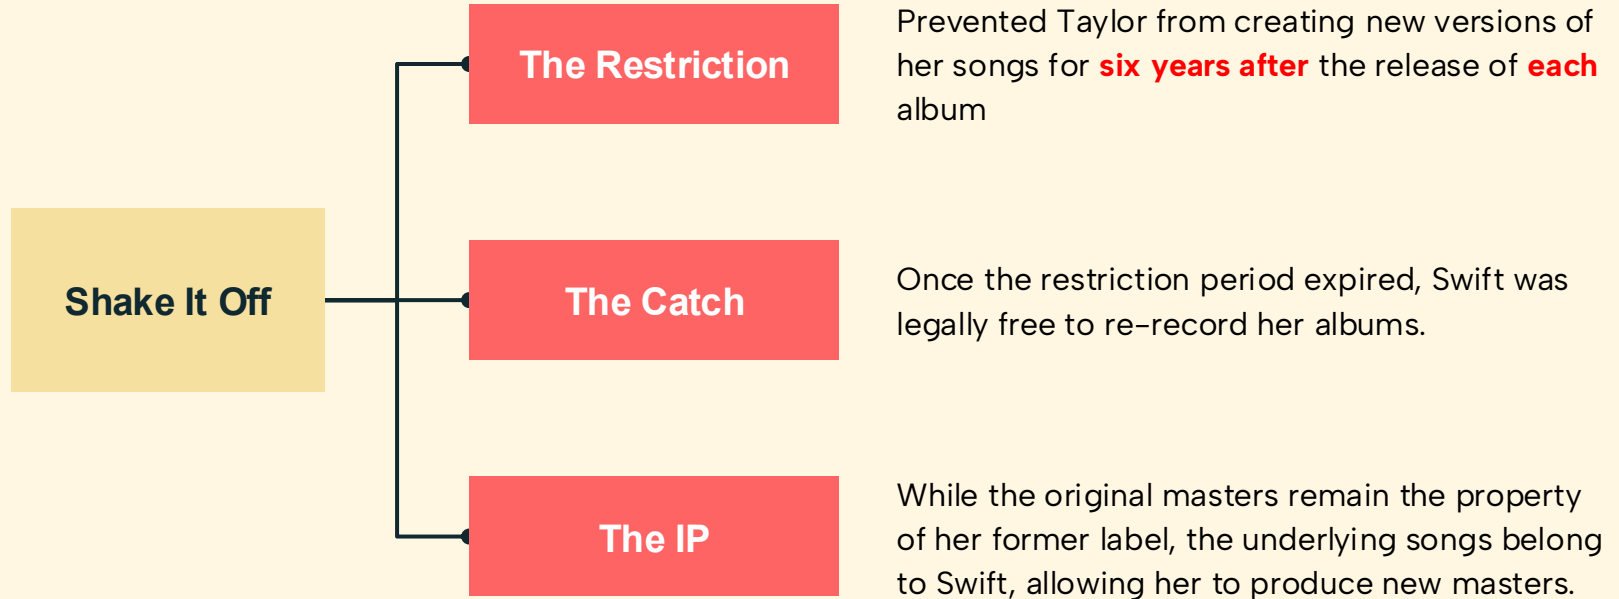 The Restriction
Prevented Taylor from creating new versions of
her songs for six years after the release of each
album
Shake It Off
The Catch
Once the restriction period expired, Swift was
legally free to re-record her albums.
The IP
While the original masters remain the property
of her former label, the underlying songs belong
to Swift, allowing her to produce new masters.